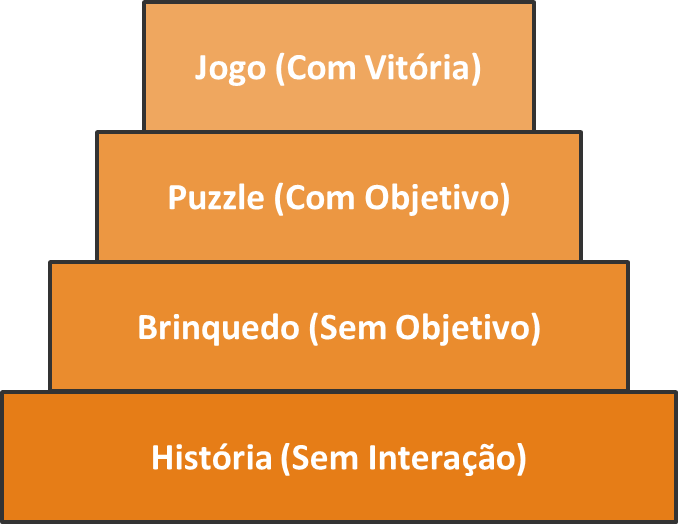 Jogo (Com Vitória)
Puzzle (Com Objetivo)
Brinquedo (Sem Objetivo)
História (Sem Interação)